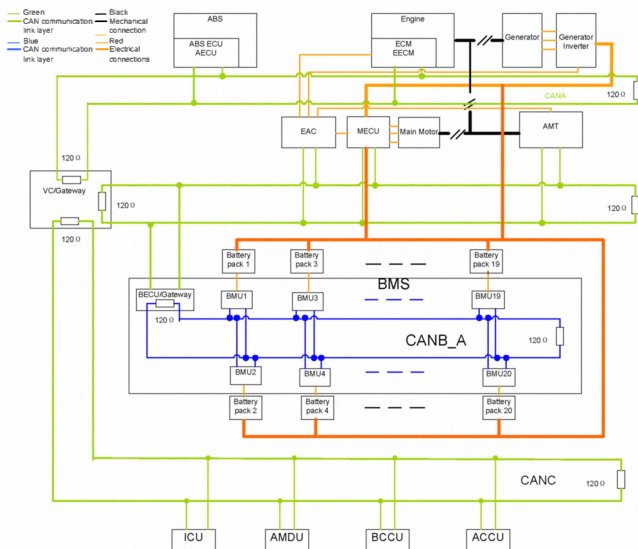 Green
CAN communication
link layer
Blue
CAN communication
link layer
Black
Mechanical
connection
Red
Electrical
connections
ABS
ABS ECU
AECU
Engine
ECM
EECM
Generator
Generator
Inverter
120 Ω
CANA
EAC
MECU
Main Motor
AMT
120 Ω
VC/Gateway
120 Ω
120 Ω
120 Ω
Battery
pack 1
Battery
pack 3
Battery
pack 19
BMS
BECU/Gateway
120 Ω
BMU1
BMU3
BMU19
CANB_A
120 Ω
BMU2
BMU4
BMU20
Battery
pack 2
Battery
pack 4
Battery
pack 20
CANC
120 Ω
ICU
AMDU
BCCU
ACCU